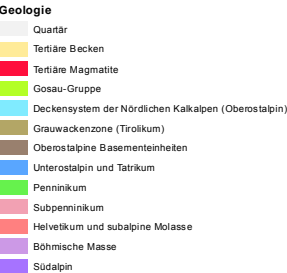 Geologie
Quartär
Tertiäre Becken
Tertiäre Magmatite
Gosau-Gruppe
Deckensystem der Nördlichen Kalkalpen (Oberostalpin)
Grauwackenzone (Tirolikum)
Oberostalpine Basementeinheiten
Unterostalpin und Tatrikum
Penninikum
Subpenninikum
Helvetikum und subalpine Molasse
Böhmische Masse
Südalpin